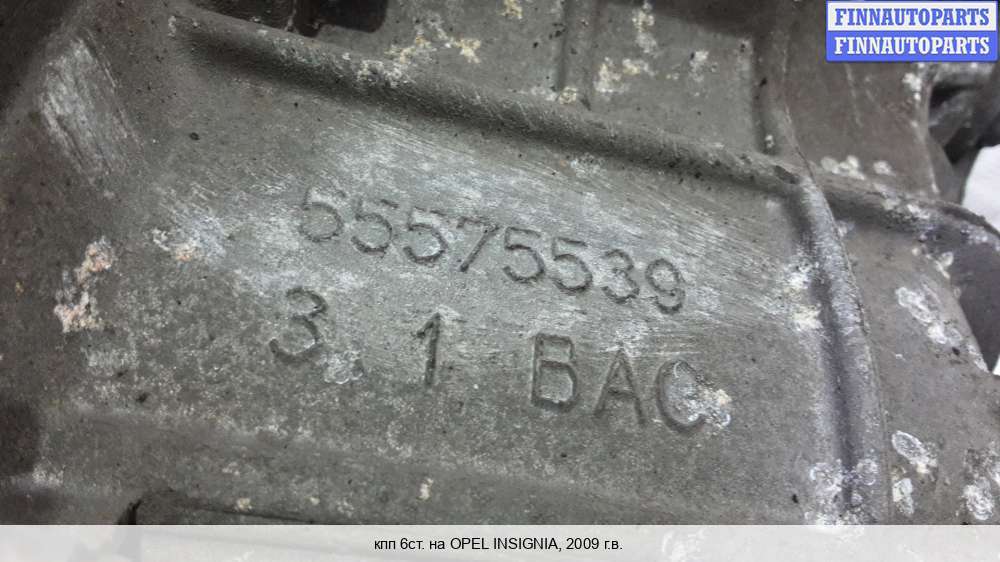 FINNAUTOPARTS
FINNAUTOPARTS
55575539
3.1 BAC
кпп 6ст. на OPEL INSIGNIA, 2009 г.в.